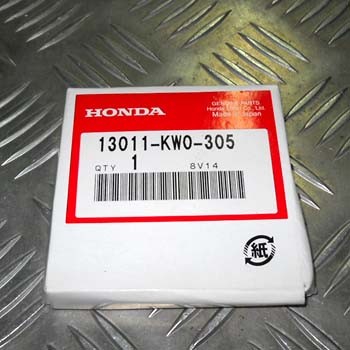 GENUINE PARTS
Honda Motor Co., Ltd.
Made in Japan
HONDA
13011-KW0-305
QTY 1 8V14
紙